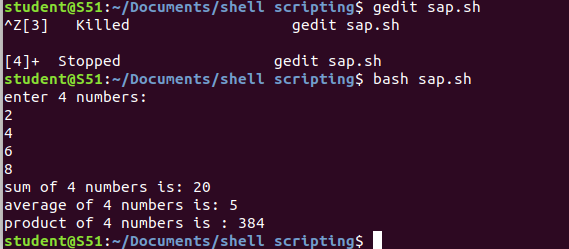 student@S51:~/Documents/shell scripting$ gedit sap.sh
^Z[3]   Killed                  gedit sap.sh

[4]+  Stopped                 gedit sap.sh
student@S51:~/Documents/shell scripting$ bash sap.sh
enter 4 numbers:
2
4
6
8
sum of 4 numbers is: 20
average of 4 numbers is: 5
product of 4 numbers is : 384
student@S51:~/Documents/shell scripting$